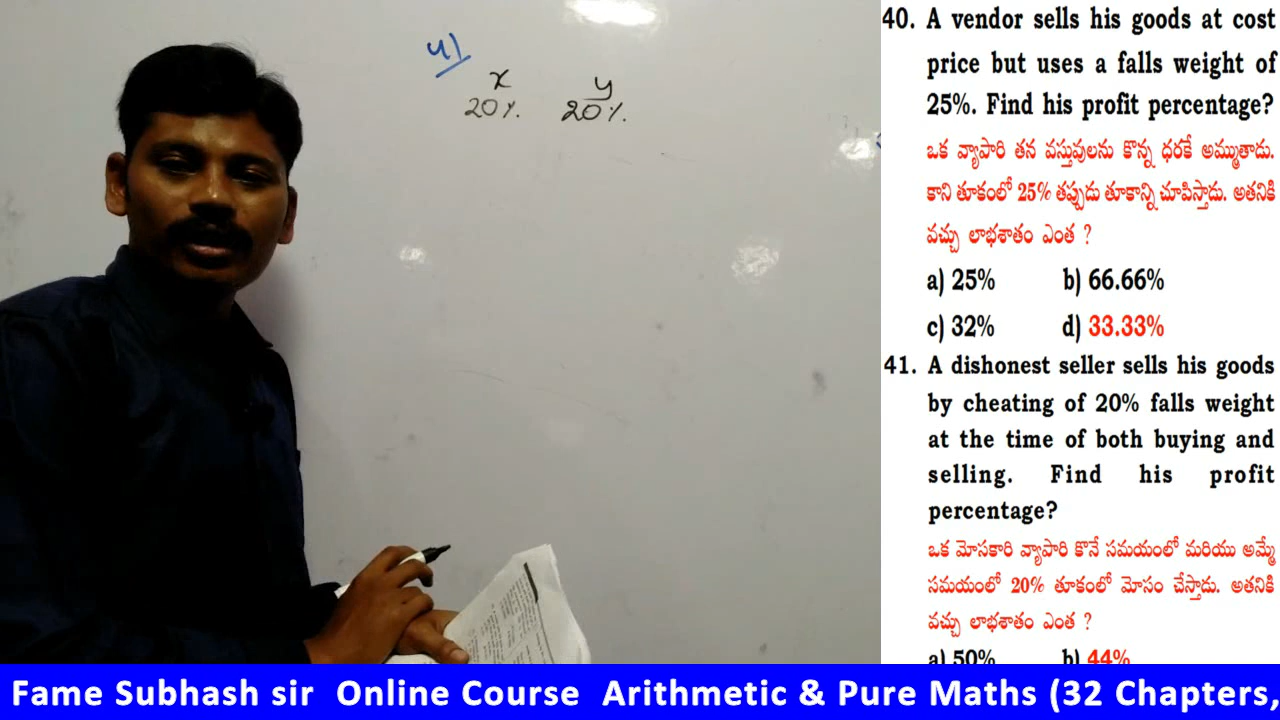 4)
x y
20%. 20%.
40. A vendor sells his goods at cost
price but uses a falls weight of
25%. Find his profit percentage?
ఒక వ్యాపారి తన వస్తువులను కొన్న ధరకే అమ్ముతాడు.
కాని తూకంలో 25% తప్పుడు తూకాన్ని చూపిస్తాడు. అతనికి
వచ్చు లాభశాతం ఎంత ?
a) 25% b) 66.66%
c) 32% d) 33.33%
41. A dishonest seller sells his goods
by cheating of 20% falls weight
at the time of both buying and
selling. Find his profit
percentage?
ఒక మోసకారి వ్యాపారి కొనే సమయంలో మరియు అమ్మే
సమయంలో 20% తూకంలో మోసం చేస్తాడు. అతనికి
వచ్చు లాభశాతం ఎంత ?
a) 50% b) 44%
Fame Subhash sir Online Course Arithmetic & Pure Maths (32 Chapters,